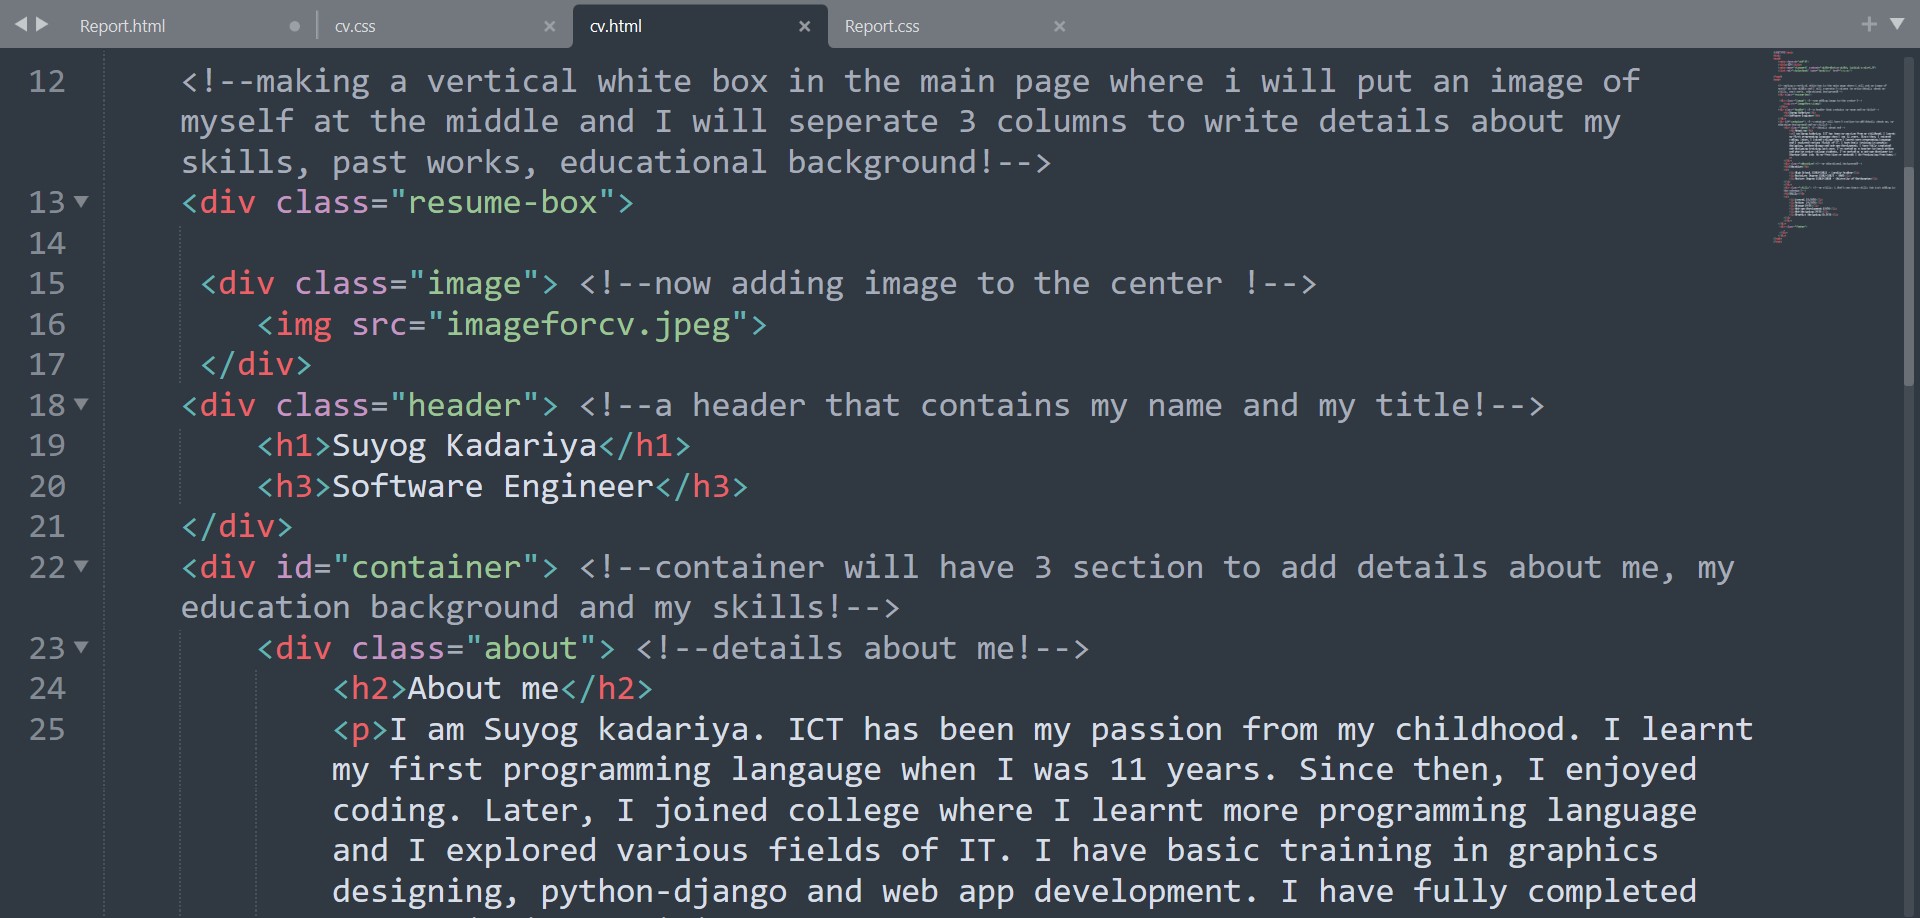 Report.html cv.css cv.html Report.css
12 <!--making a vertical white box in the main page where i will put an image of
myself at the middle and I will seperate 3 columns to write details about my
skills, past works, educational background!-->
13 <div class="resume-box">
14
15 <div class="image"> <!--now adding image to the center !-->
16 <img src="imageforcv.jpeg">
17 </div>
18 <div class="header"> <!--a header that contains my name and my title!-->
19 <h1>Suyog Kadariya</h1>
20 <h3>Software Engineer</h3>
21 </div>
22 <div id="container"> <!--container will have 3 section to add details about me, my
education background and my skills!-->
23 <div class="about"> <!--details about me!-->
24 <h2>About me</h2>
25 <p>I am Suyog kadariya. ICT has been my passion from my childhood. I learnt
my first programming langauge when I was 11 years. Since then, I enjoyed
coding. Later, I joined college where I learnt more programming language
and I explored various fields of IT. I have basic training in graphics
designing, python-django and web app development. I have fully completed